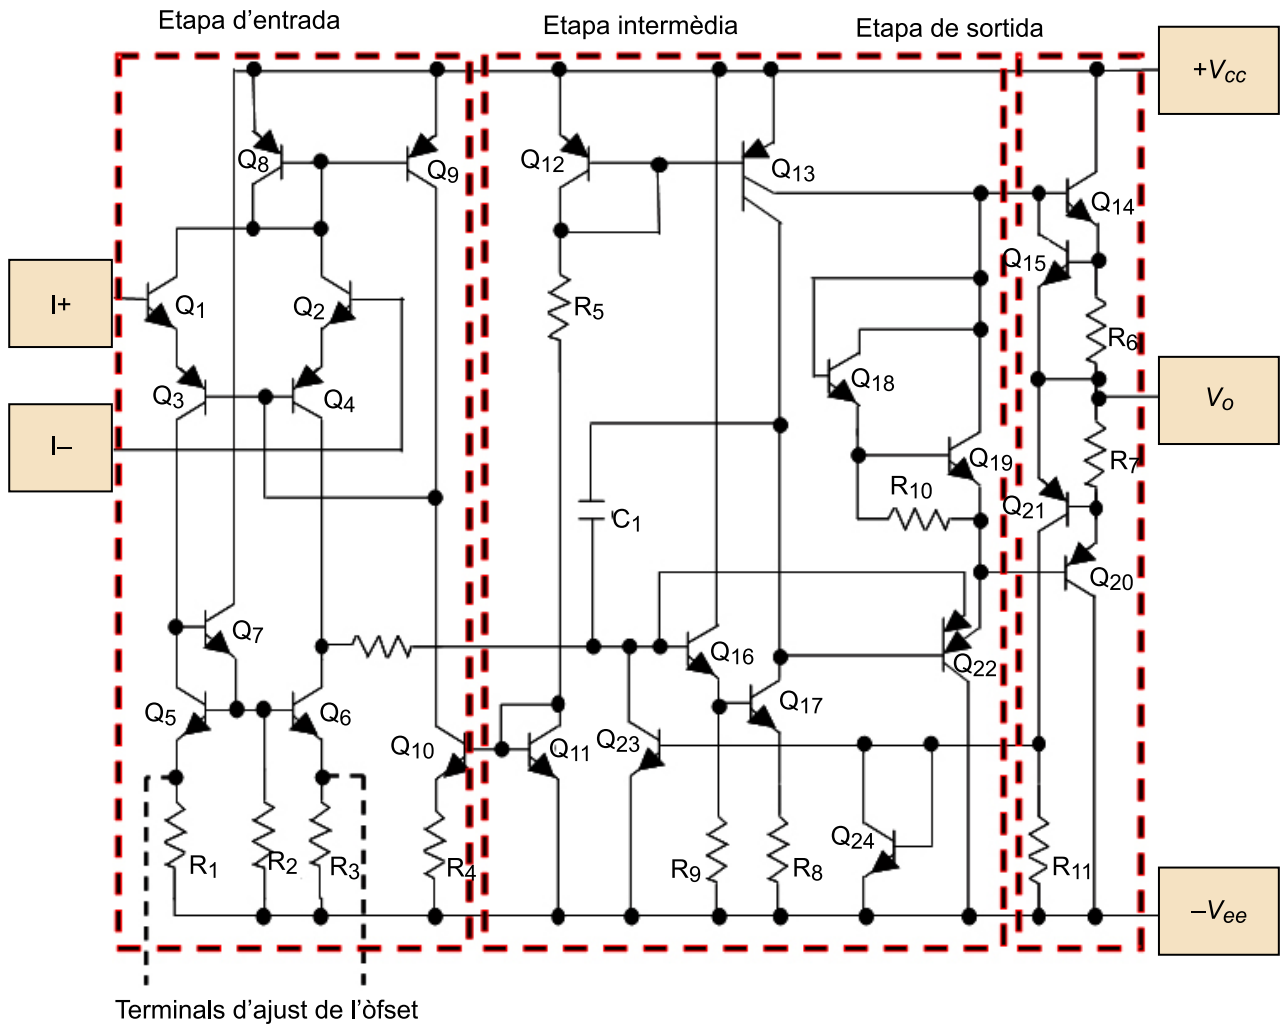 Etapa d'entrada
Etapa intermèdia
Etapa de sortida
+Vcc
Q8
Q9
Q12
Q13
Q14
Q15
I+
Q1
Q2
R5
R6
Q3
Q4
Q18
Vo
I–
Q19
R7
R10
Q21
C1
Q20
Q7
Q16
Q22
Q5
Q6
Q17
Q10
Q11
Q23
Q24
R1
R2
R3
R4
R9
R8
R11
–Vee
Terminals d'ajust de l'òfset